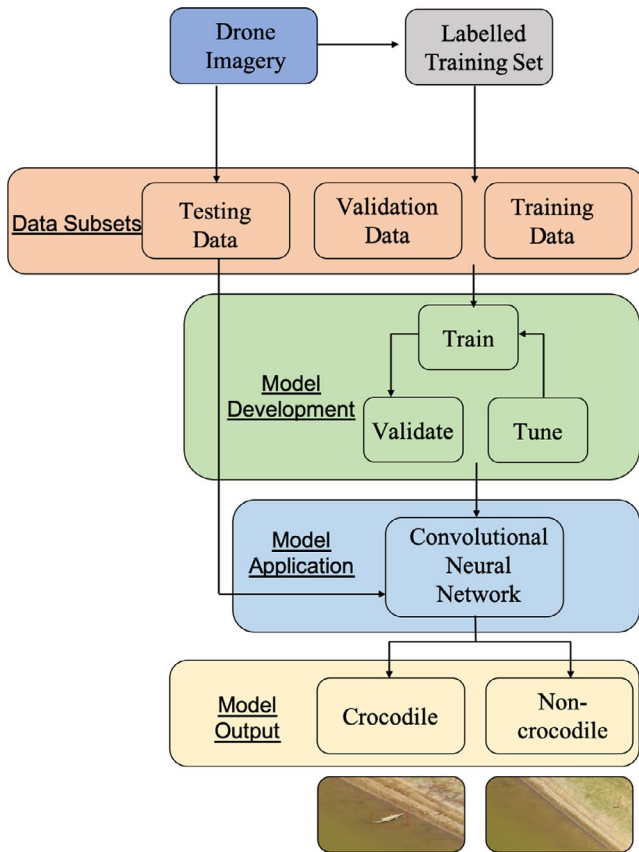 Drone
Imagery
Labelled
Training Set
Data Subsets
Testing
Data
Validation
Data
Training
Data
Model
Development
Train
Validate
Tune
Model
Application
Convolutional
Neural
Network
Model
Output
Crocodile
Non-
crocodile